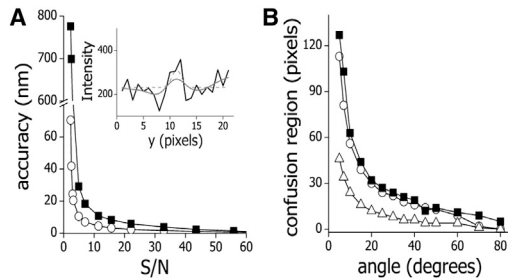 A
B
800
700
600
60
40
20
0
accuracy (nm)
0 10 20 30 40 50 60
S/N
400
200
Intensity
0 5 10 15 20
y (pixels)
120
90
60
30
0
confusion region (pixels)
0 20 40 60 80
angle (degrees)